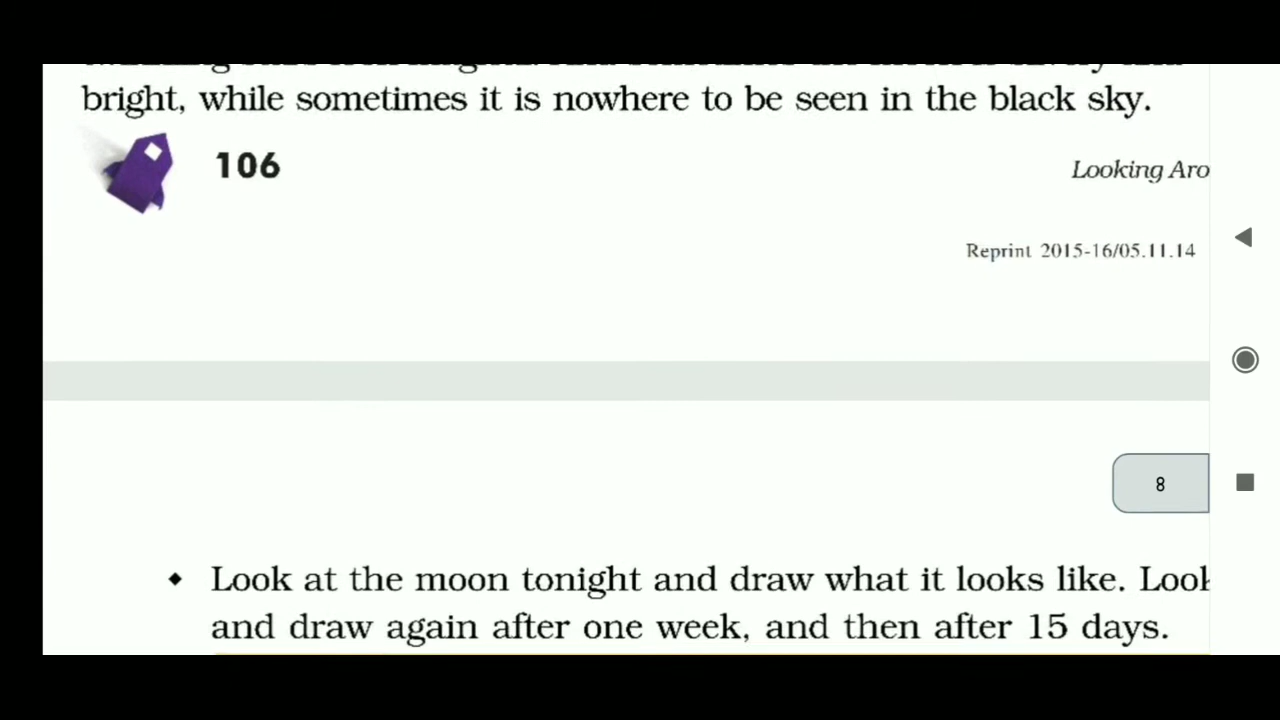 bright, while sometimes it is nowhere to be seen in the black sky.
106
Looking Aro
Reprint 2015-16/05.11.14
8
Look at the moon tonight and draw what it looks like. Look
and draw again after one week, and then after 15 days.